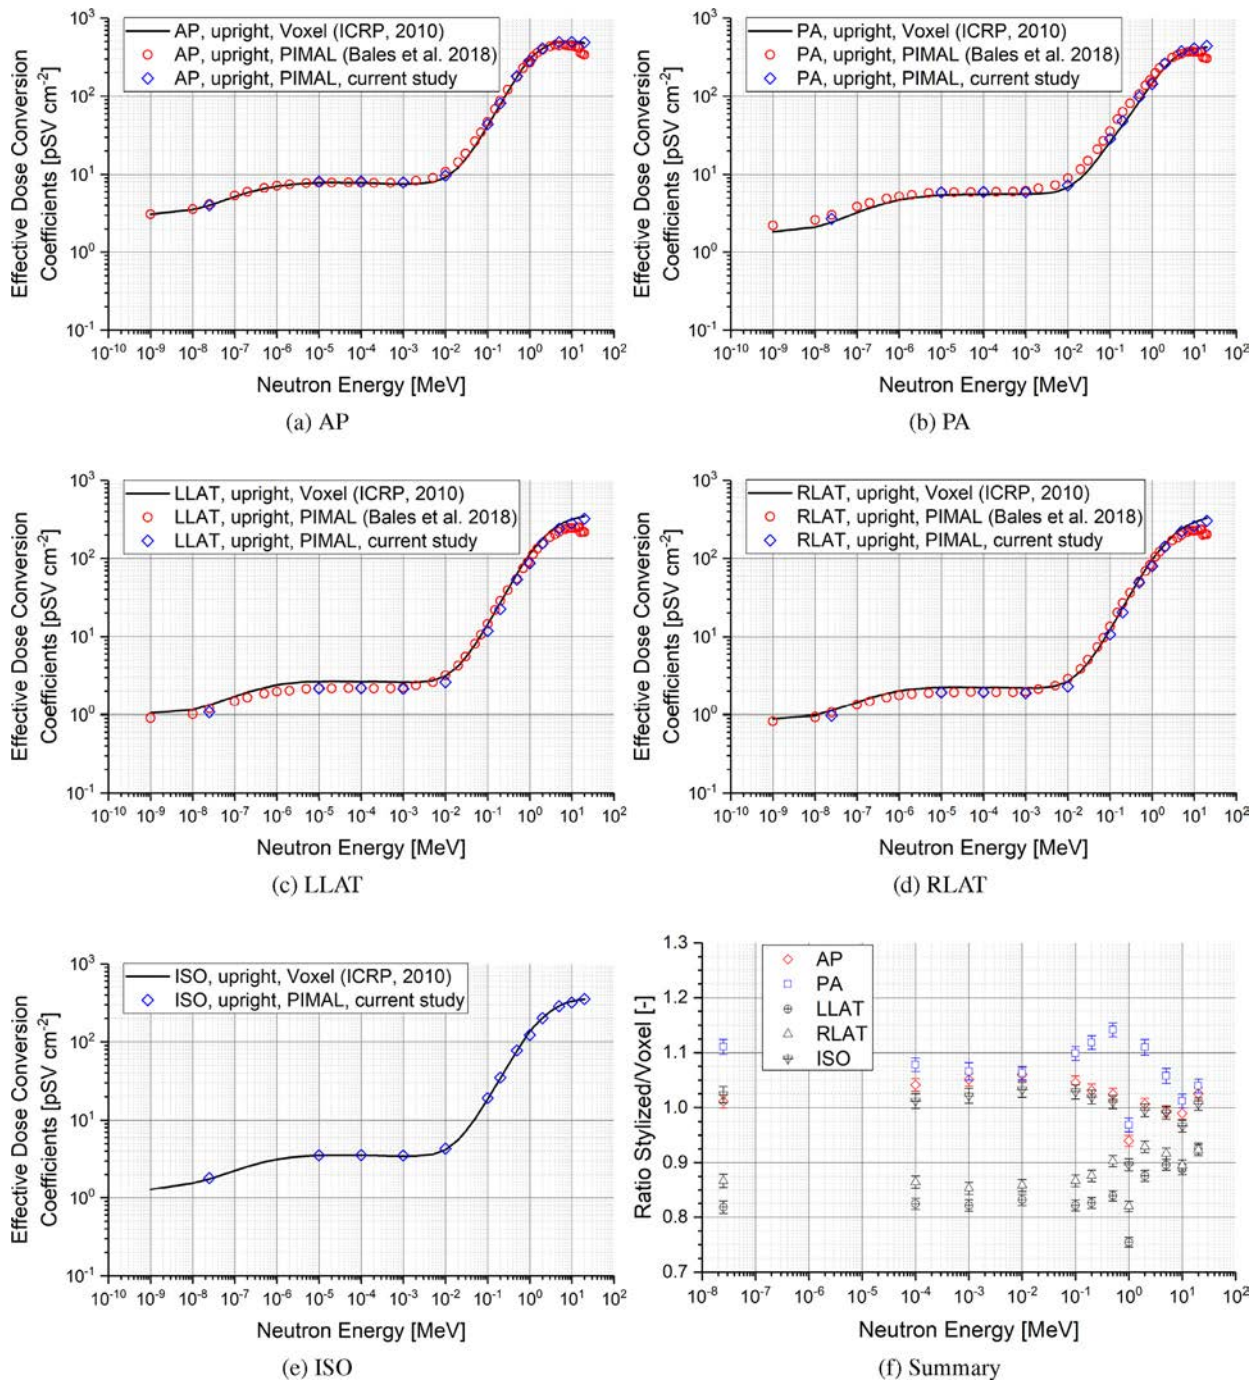 AP, upright, Voxel (ICRP, 2010)
AP, upright, PIMAL (Bales et al. 2018)
AP, upright, PIMAL, current study
Effective Dose Conversion
Coefficients [pSV cm⁻²]
10³
10²
10¹
10⁰
10⁻¹
10⁻¹⁰ 10⁻⁹ 10⁻⁸ 10⁻⁷ 10⁻⁶ 10⁻⁵ 10⁻⁴ 10⁻³ 10⁻² 10⁻¹ 10⁰ 10¹ 10²
Neutron Energy [MeV]
(a) AP
PA, upright, Voxel (ICRP, 2010)
PA, upright, PIMAL (Bales et al. 2018)
PA, upright, PIMAL, current study
Effective Dose Conversion
Coefficients [pSV cm⁻²]
10³
10²
10¹
10⁰
10⁻¹
10⁻¹⁰ 10⁻⁹ 10⁻⁸ 10⁻⁷ 10⁻⁶ 10⁻⁵ 10⁻⁴ 10⁻³ 10⁻² 10⁻¹ 10⁰ 10¹ 10²
Neutron Energy [MeV]
(b) PA
LLAT, upright, Voxel (ICRP, 2010)
LLAT, upright, PIMAL (Bales et al. 2018)
LLAT, upright, PIMAL, current study
Effective Dose Conversion
Coefficients [pSV cm⁻²]
10³
10²
10¹
10⁰
10⁻¹
10⁻¹⁰ 10⁻⁹ 10⁻⁸ 10⁻⁷ 10⁻⁶ 10⁻⁵ 10⁻⁴ 10⁻³ 10⁻² 10⁻¹ 10⁰ 10¹ 10²
Neutron Energy [MeV]
(c) LLAT
RLAT, upright, Voxel (ICRP, 2010)
RLAT, upright, PIMAL (Bales et al. 2018)
RLAT, upright, PIMAL, current study
Effective Dose Conversion
Coefficients [pSV cm⁻²]
10³
10²
10¹
10⁰
10⁻¹
10⁻¹⁰ 10⁻⁹ 10⁻⁸ 10⁻⁷ 10⁻⁶ 10⁻⁵ 10⁻⁴ 10⁻³ 10⁻² 10⁻¹ 10⁰ 10¹ 10²
Neutron Energy [MeV]
(d) RLAT
ISO, upright, Voxel (ICRP, 2010)
ISO, upright, PIMAL, current study
Effective Dose Conversion
Coefficients [pSV cm⁻²]
10³
10²
10¹
10⁰
10⁻¹
10⁻¹⁰ 10⁻⁹ 10⁻⁸ 10⁻⁷ 10⁻⁶ 10⁻⁵ 10⁻⁴ 10⁻³ 10⁻² 10⁻¹ 10⁰ 10¹ 10²
Neutron Energy [MeV]
(e) ISO
AP
PA
LLAT
RLAT
ISO
Ratio Stylized/Voxel [-]
1.3
1.2
1.1
1.0
0.9
0.8
0.7
10⁻⁸ 10⁻⁷ 10⁻⁶ 10⁻⁵ 10⁻⁴ 10⁻³ 10⁻² 10⁻¹ 10⁰ 10¹ 10²
Neutron Energy [MeV]
(f) Summary